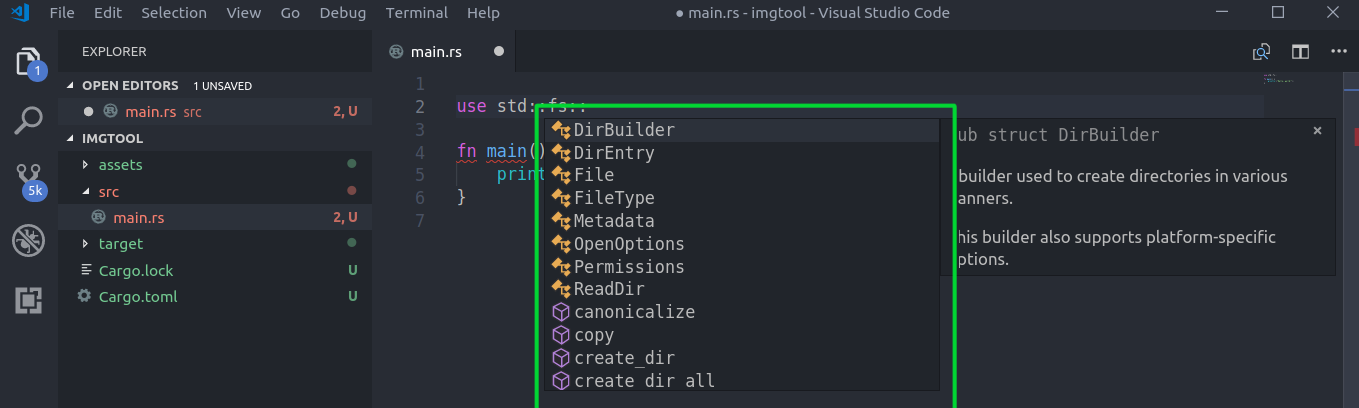 File Edit Selection View Go Debug Terminal Help
● main.rs - imgtool - Visual Studio Code
EXPLORER
OPEN EDITORS 1 UNSAVED
main.rs src 2, U
IMGTOOL
assets
src
main.rs 2, U
target
Cargo.lock U
Cargo.toml U
1
5k
main.rs
1
2 use std::fs::
3
4 fn main()
5 print
6 }
7
DirBuilder
DirEntry
File
FileType
Metadata
OpenOptions
Permissions
ReadDir
canonicalize
copy
create_dir
create_dir_all
ub struct DirBuilder ×
builder used to create directories in various
anners.
his builder also supports platform-specific
ptions.